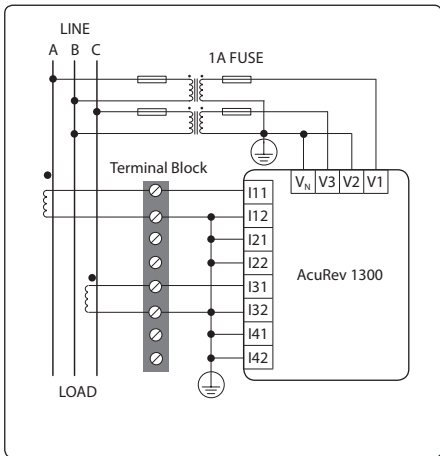 LINE
A B C
1A FUSE
Terminal Block
VN V3 V2 V1
I11
I12
I21
I22
I31
I32
I41
I42
AcuRev 1300
LOAD